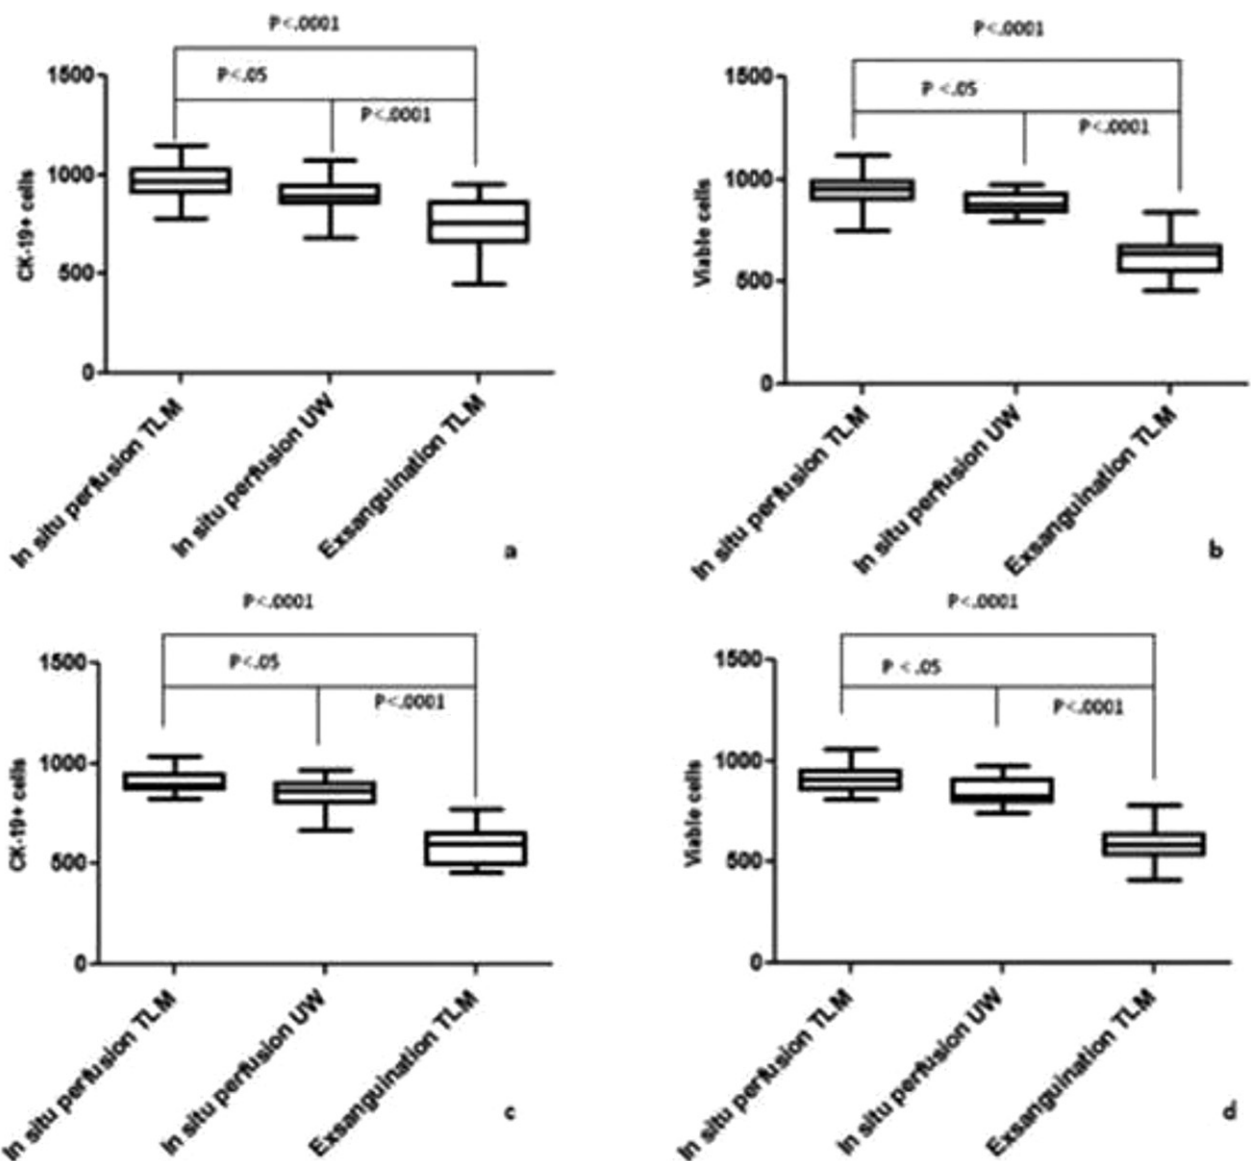 P<.0001
P<.05
P<.0001
1500
1000
500
0
CK-19+ cells
In situ perfusion TLM
In situ perfusion UW
Exsanguination TLM
a
P<.0001
P <.05
P<.0001
1500
1000
500
0
Viable cells
In situ perfusion TLM
In situ perfusion UW
Exsanguination TLM
b
P<.0001
P<.05
P<.0001
1500
1000
500
0
CK-19+ cells
In situ perfusion TLM
In situ perfusion UW
Exsanguination TLM
c
P<.0001
P <.05
P<.0001
1500
1000
500
0
Viable cells
In situ perfusion TLM
In situ perfusion UW
Exsanguination TLM
d